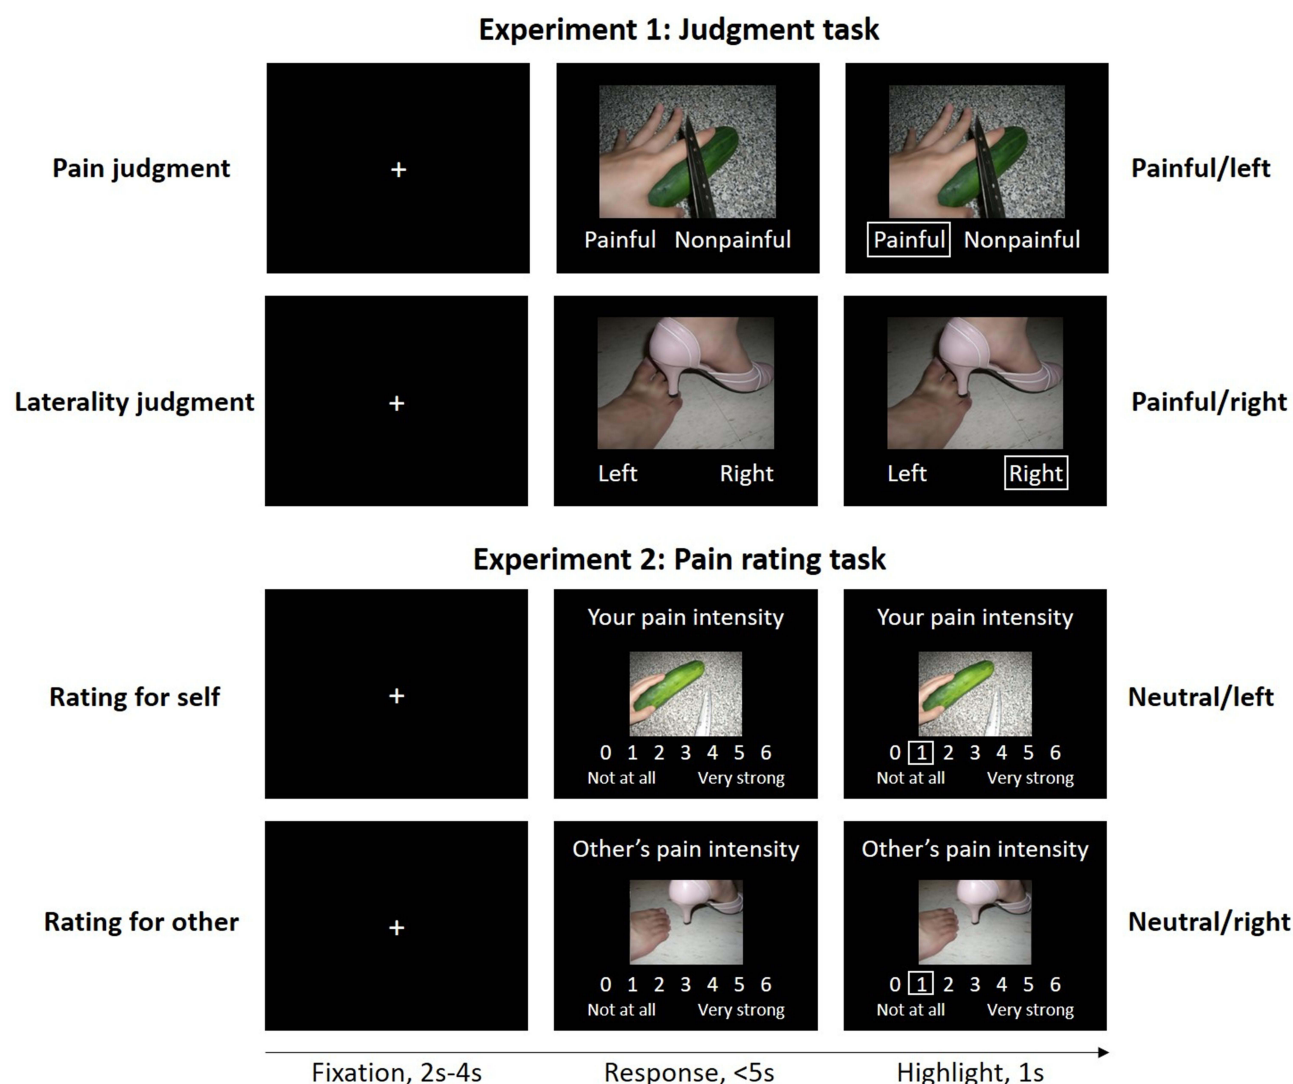 Experiment 1: Judgment task
Pain judgment
+
Painful Nonpainful
Painful Nonpainful
Painful/left
Laterality judgment
+
Left Right
Left Right
Painful/right
Experiment 2: Pain rating task
Rating for self
+
Your pain intensity
0 1 2 3 4 5 6
Not at all Very strong
Your pain intensity
0 1 2 3 4 5 6
Not at all Very strong
Neutral/left
Rating for other
+
Other's pain intensity
0 1 2 3 4 5 6
Not at all Very strong
Other's pain intensity
0 1 2 3 4 5 6
Not at all Very strong
Neutral/right
Fixation, 2s-4s Response, <5s Highlight, 1s